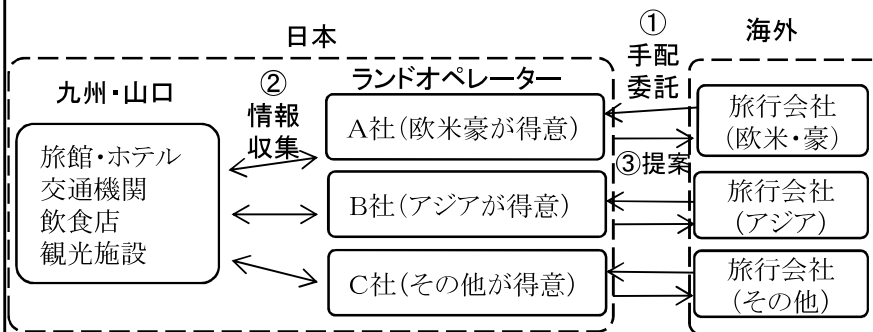 日本
海外
九州・山口
旅館・ホテル
交通機関
飲食店
観光施設
②
情報
収集
ランドオペレーター
A社(欧米豪が得意)
B社(アジアが得意)
C社(その他が得意)
①
手配
委託
③提案
旅行会社
(欧米・豪)
旅行会社
(アジア)
旅行会社
(その他)